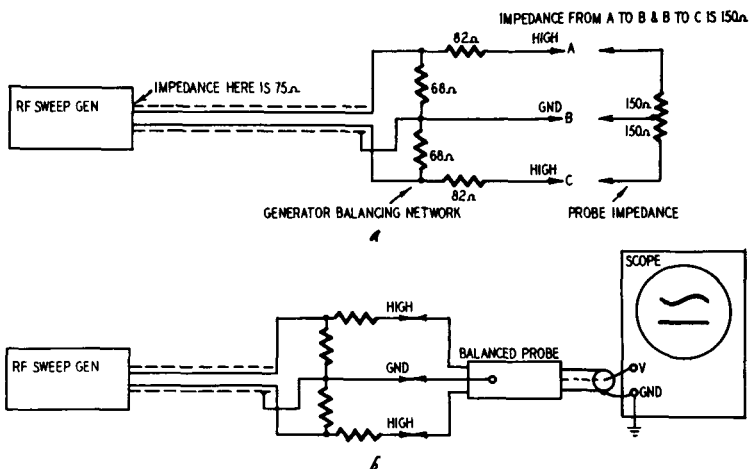 IMPEDANCE FROM A TO B & B TO C IS 150Ω
82Ω
HIGH
A
IMPEDANCE HERE IS 75Ω
RF SWEEP GEN
68Ω
150Ω
GND
B
150Ω
68Ω
HIGH
C
82Ω
GENERATOR BALANCING NETWORK
PROBE IMPEDANCE
a
SCOPE
HIGH
BALANCED PROBE
RF SWEEP GEN
GND
V
GND
HIGH
b